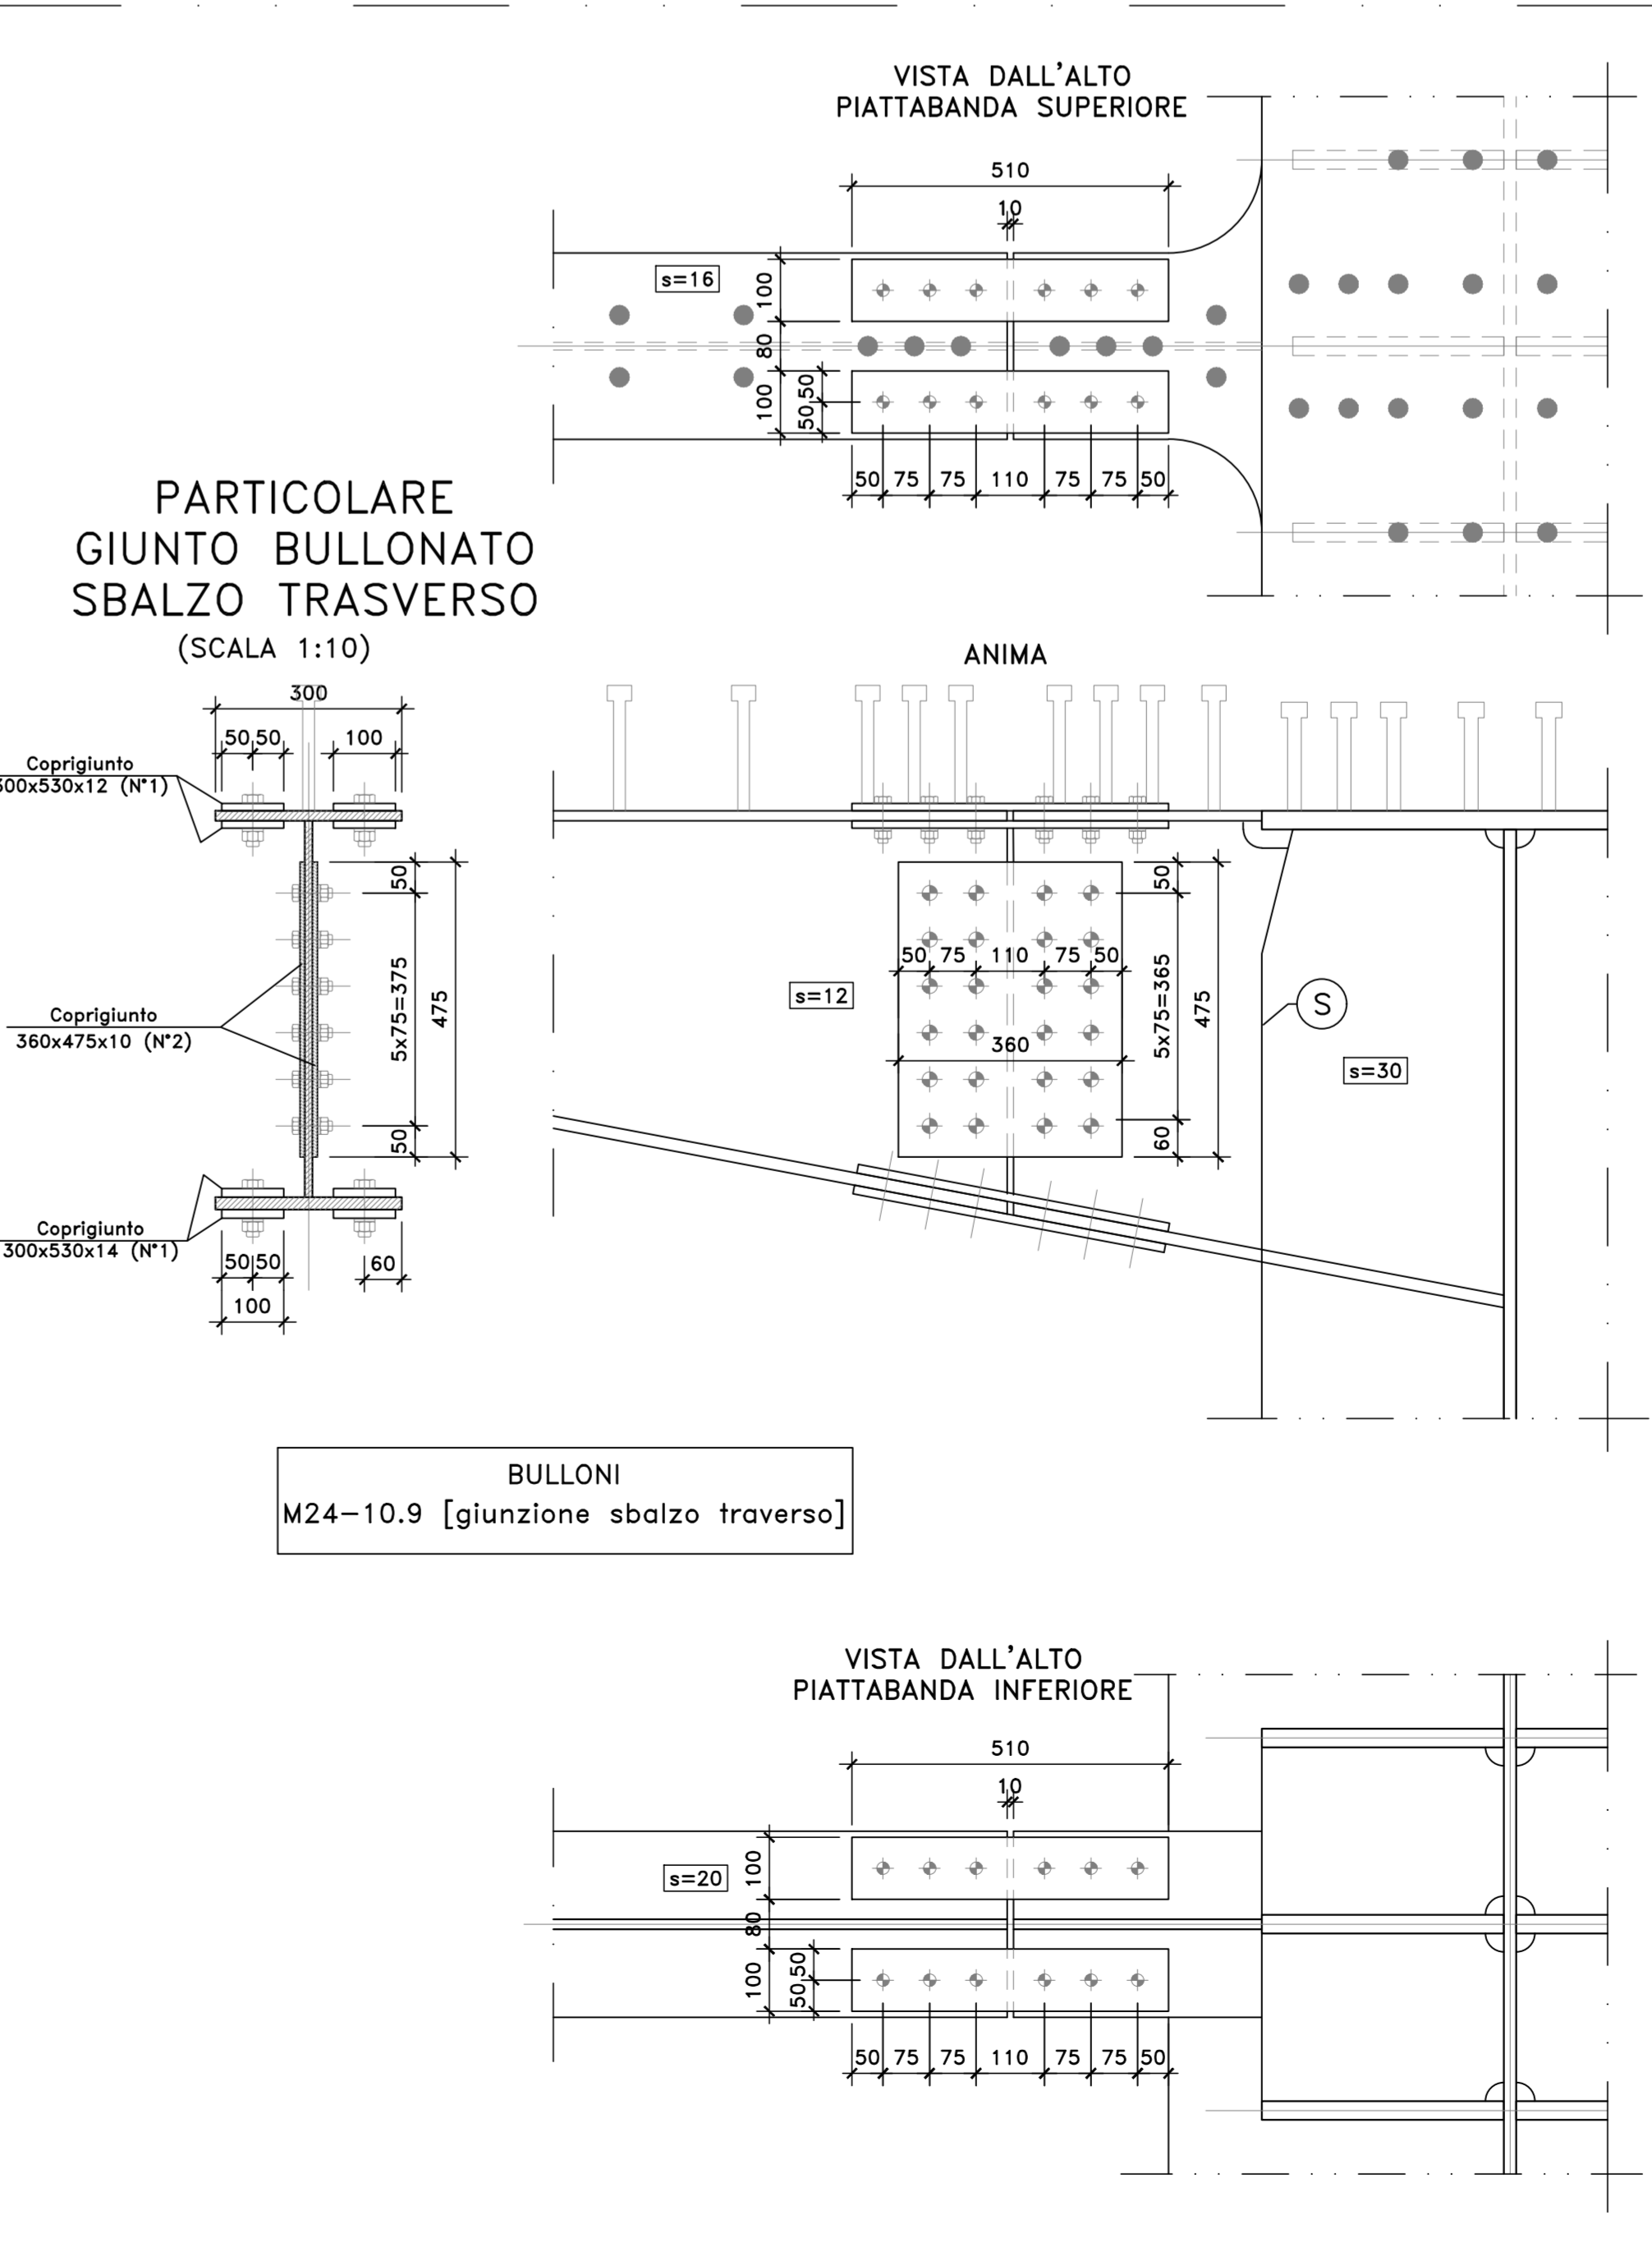 VISTA DALL'ALTO
PIATTABANDA SUPERIORE
510
10
s=16
100
80
100
50
50
50 75 75 110 75 75 50
PARTICOLARE
GIUNTO BULLONATO
SBALZO TRASVERSO
(SCALA 1:10)
ANIMA
300
50 50
100
Coprigiunto
00x530x12 (N°1)
50
5x75=375
475
50
Coprigiunto
360x475x10 (N°2)
Coprigiunto
300x530x14 (N°1)
50 50
60
100
50
50 75 110 75 50
5x75=365
475
s=12
360
60
S
s=30
BULLONI
M24-10.9 [giunzione sbalzo traverso]
VISTA DALL'ALTO
PIATTABANDA INFERIORE
510
10
s=20
100
80
100
50
50
50 75 75 110 75 75 50